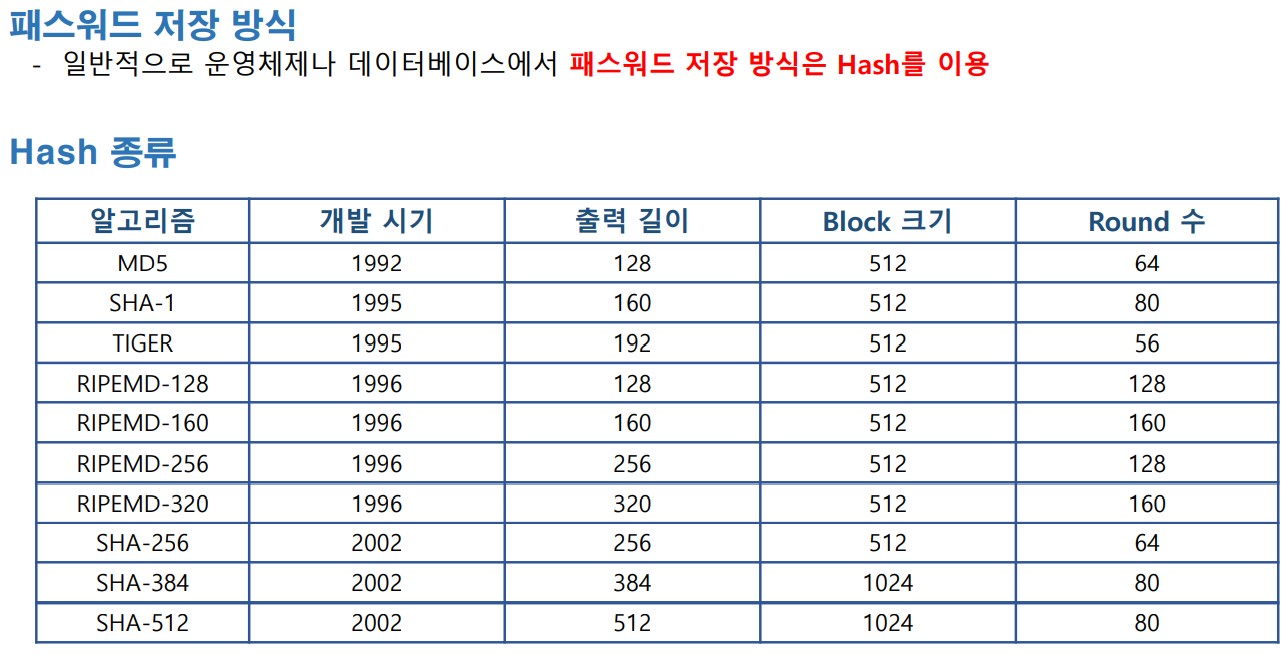 패스워드 저장 방식
- 일반적으로 운영체제나 데이터베이스에서 패스워드 저장 방식은 Hash를 이용
Hash 종류
알고리즘 개발 시기 출력 길이 Block 크기 Round 수
MD5 1992 128 512 64
SHA-1 1995 160 512 80
TIGER 1995 192 512 56
RIPEMD-128 1996 128 512 128
RIPEMD-160 1996 160 512 160
RIPEMD-256 1996 256 512 128
RIPEMD-320 1996 320 512 160
SHA-256 2002 256 512 64
SHA-384 2002 384 1024 80
SHA-512 2002 512 1024 80